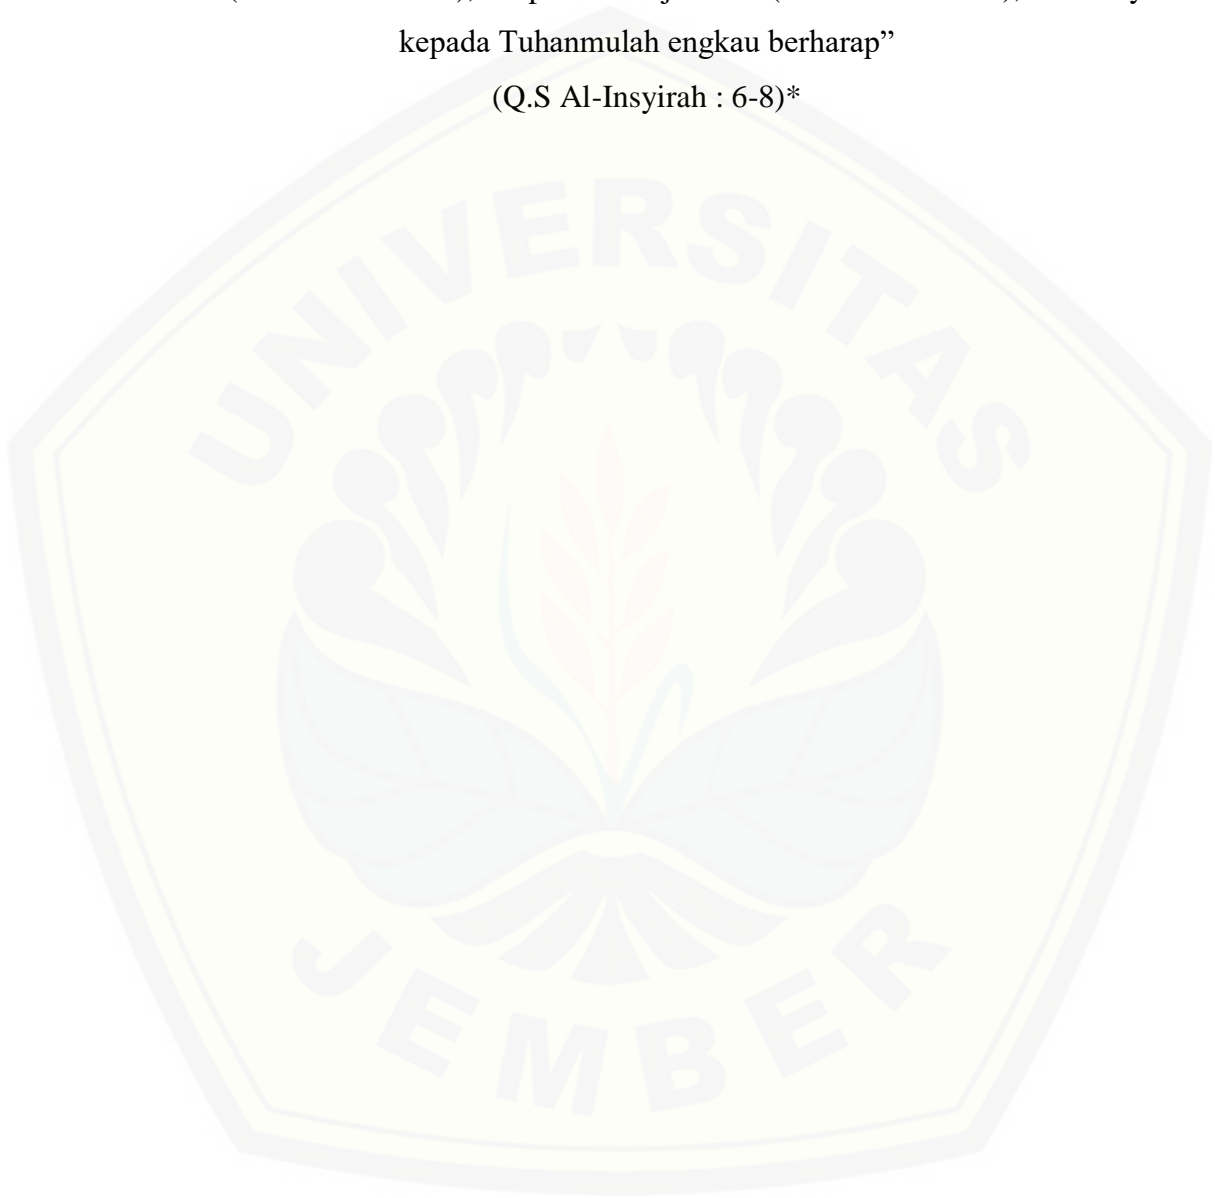 kepada Tuhanmulah engkau berharap”
(Q.S Al-Insyirah : 6-8)*
UNIVERSITAS
JEMBER